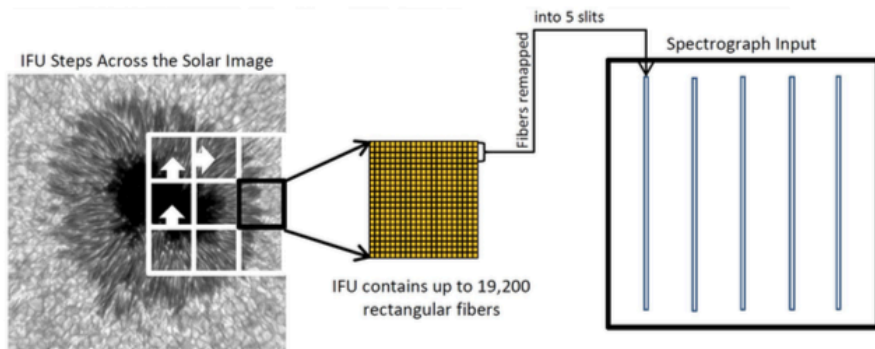 IFU Steps Across the Solar Image
Fibers remapped
into 5 slits
Spectrograph Input
IFU contains up to 19,200
rectangular fibers